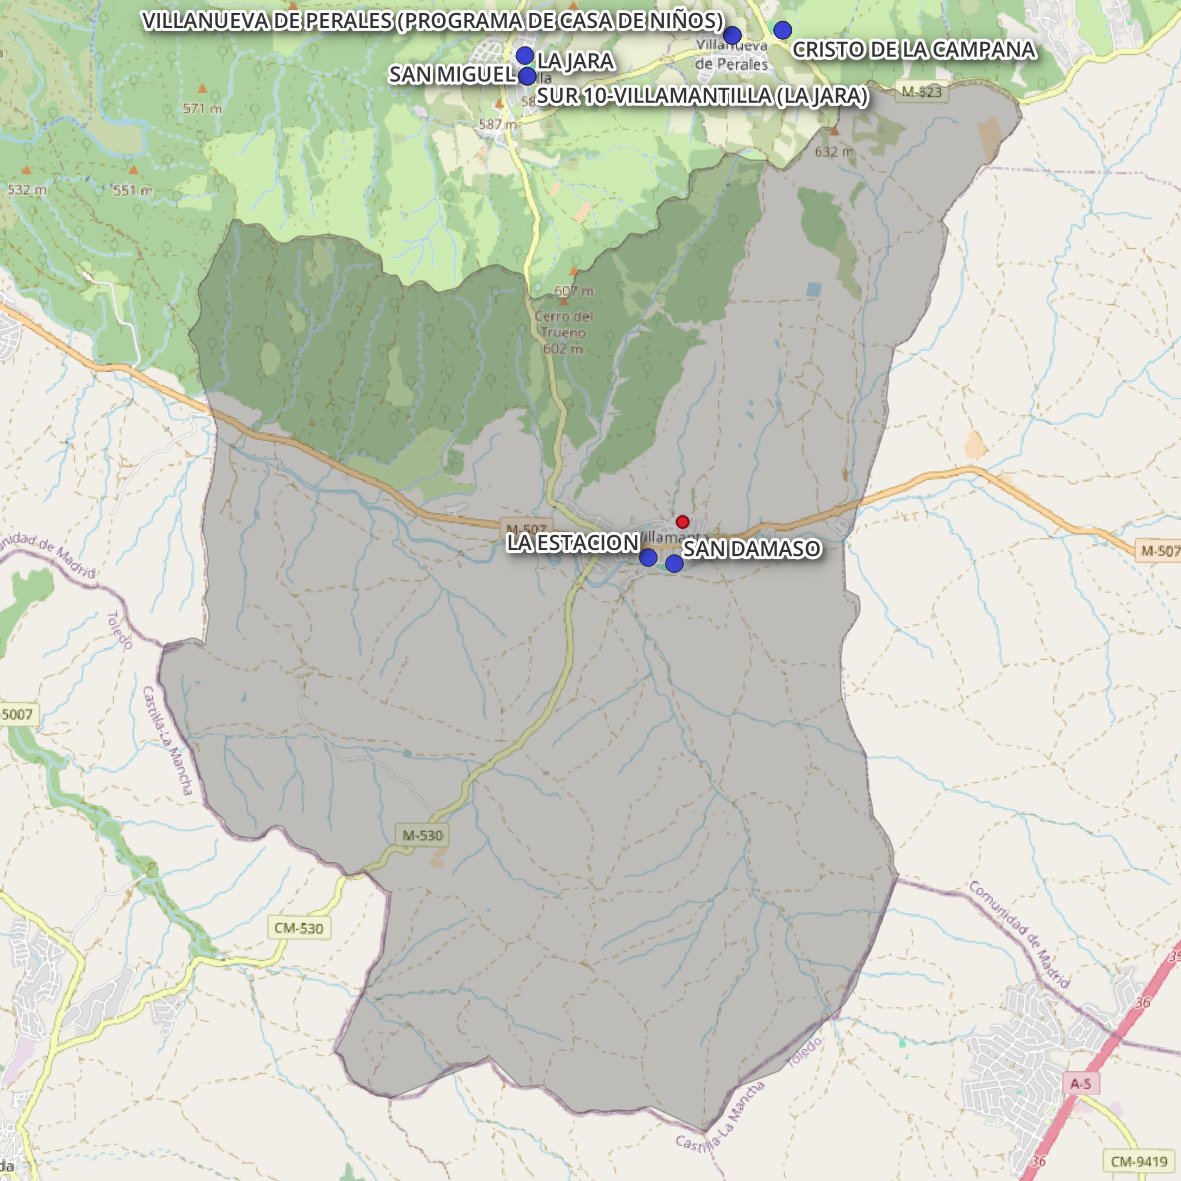 VILLANUEVA DE PERALES (PROGRAMA DE CASA DE NIÑOS)
CRISTO DE LA CAMPANA
Villanueva
de Perales
LA JARA
SAN MIGUEL
SUR 10-VILLAMANTILLA (LA JARA)
M-523
571 m
587 m
632 m
532 m
551 m
607 m
Cerro del
Trueno
602 m
M-507
Villamanta
LA ESTACION
SAN DAMASO
M-507
Comunidad de Madrid
Toledo
Castilla-La Mancha
5007
M-530
CM-530
Comunidad de Madrid
36
A-5
Toledo
Castilla-La Mancha
36
CM-9419